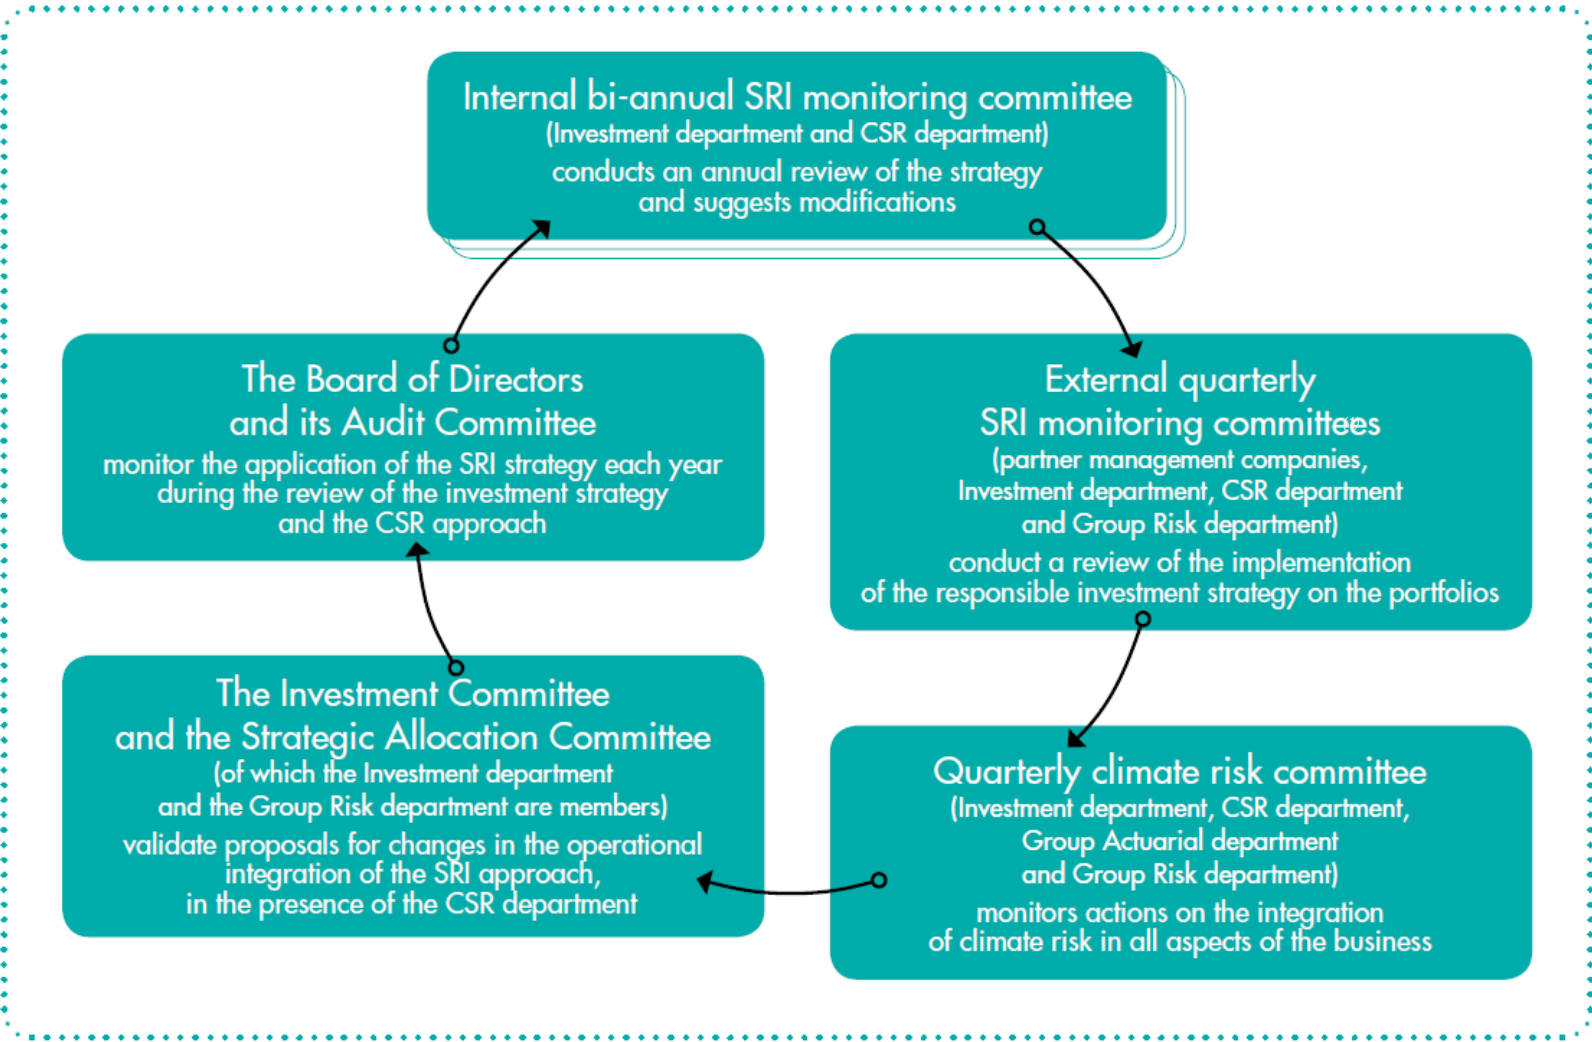 Internal bi-annual SRI monitoring committee
(Investment department and CSR department)
conducts an annual review of the strategy
and suggests modifications
External quarterly
SRI monitoring committees
(partner management companies,
Investment department, CSR department
and Group Risk department)
conduct a review of the implementation
of the responsible investment strategy on the portfolios
Quarterly climate risk committee
(Investment department, CSR department,
Group Actuarial department
and Group Risk department)
monitors actions on the integration
of climate risk in all aspects of the business
The Investment Committee
and the Strategic Allocation Committee
(of which the Investment department
and the Group Risk department are members)
validate proposals for changes in the operational
integration of the SRI approach,
in the presence of the CSR department
The Board of Directors
and its Audit Committee
monitor the application of the SRI strategy each year
during the review of the investment strategy
and the CSR approach